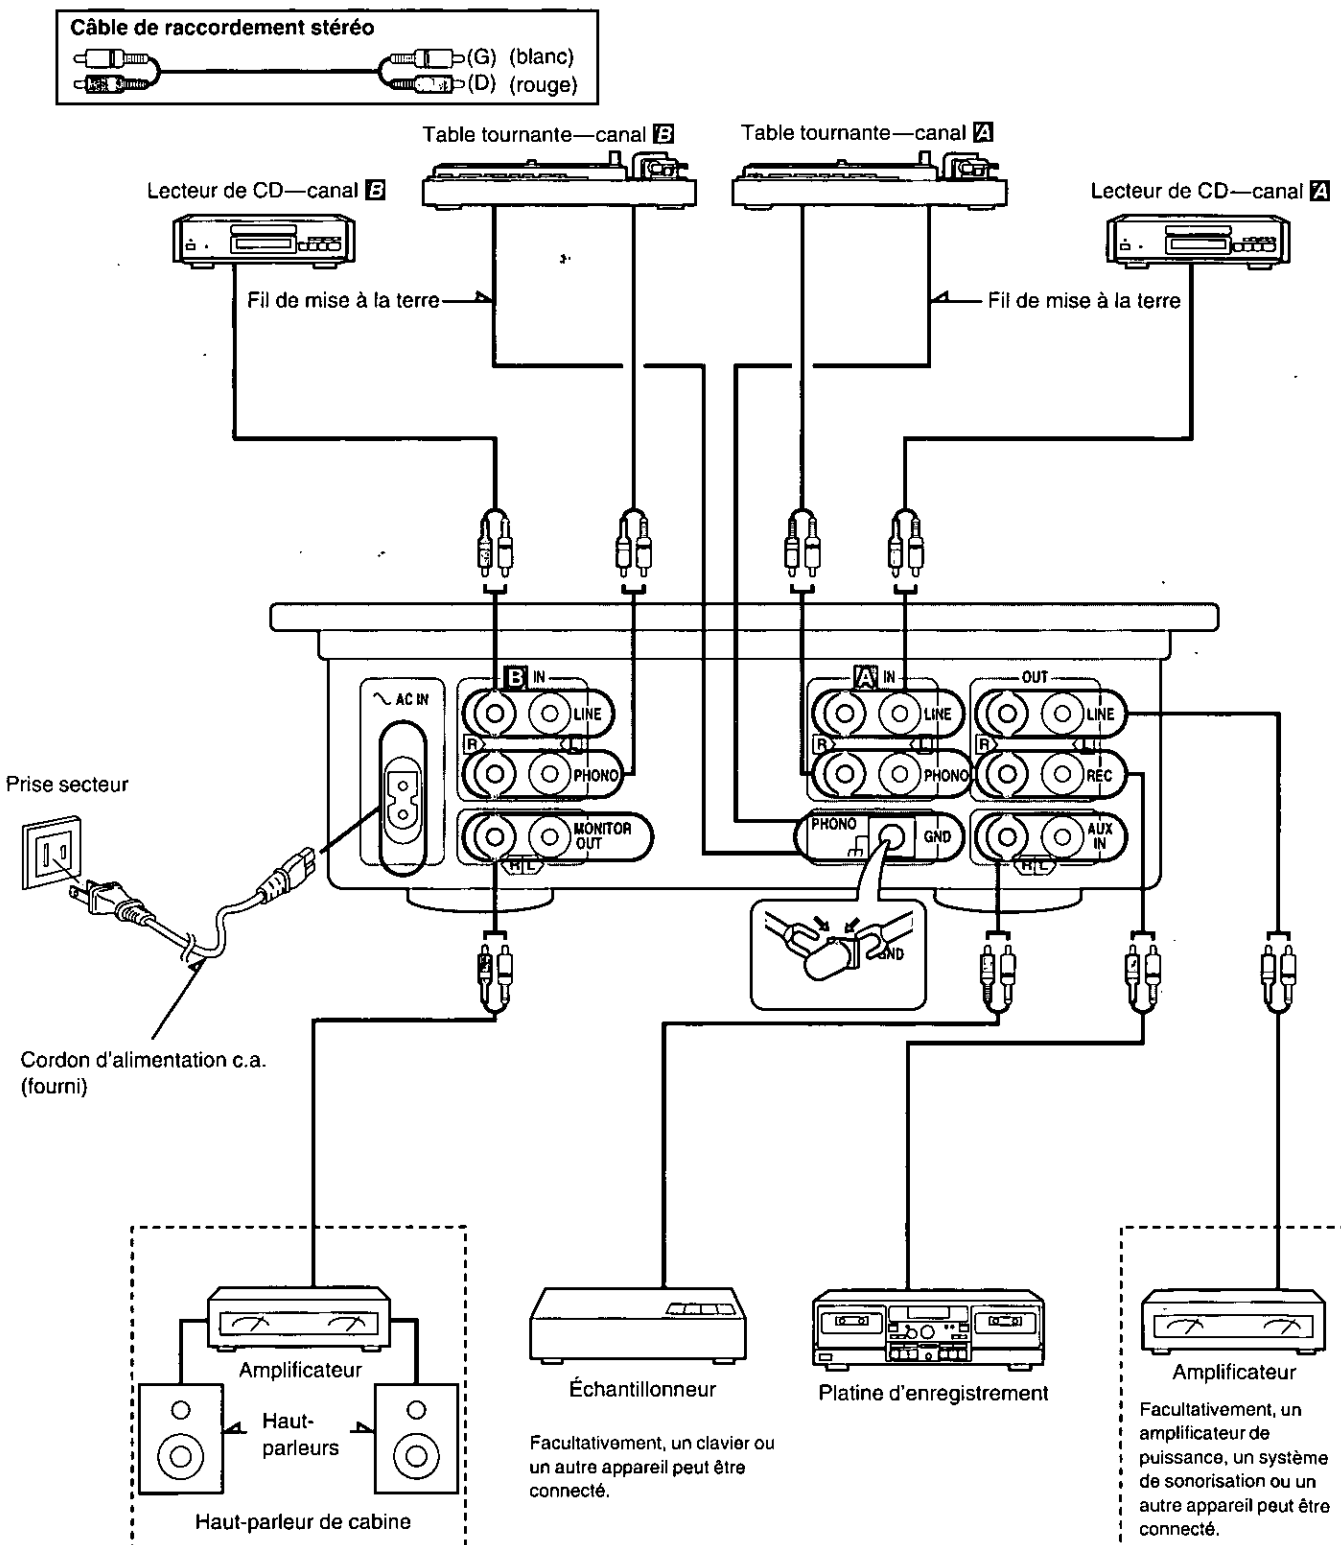 Câble de raccordement stéréo
(G) (blanc)
(D) (rouge)
Table tournante—canal B
Table tournante—canal A
Lecteur de CD—canal B
Lecteur de CD—canal A
Fil de mise à la terre
Fil de mise à la terre
AC IN
B IN
LINE
R L
PHONO
MONITOR
OUT
R L
A IN
LINE
R L
PHONO
PHONO
GND
OUT
LINE
R L
REC
AUX
IN
R L
GND
Prise secteur
Cordon d'alimentation c.a.
(fourni)
Amplificateur
Haut-
parleurs
Haut-parleur de cabine
Échantillonneur
Facultativement, un clavier ou
un autre appareil peut être
connecté.
Platine d'enregistrement
Amplificateur
Facultativement, un
amplificateur de
puissance, un système
de sonorisation ou un
autre appareil peut être
connecté.